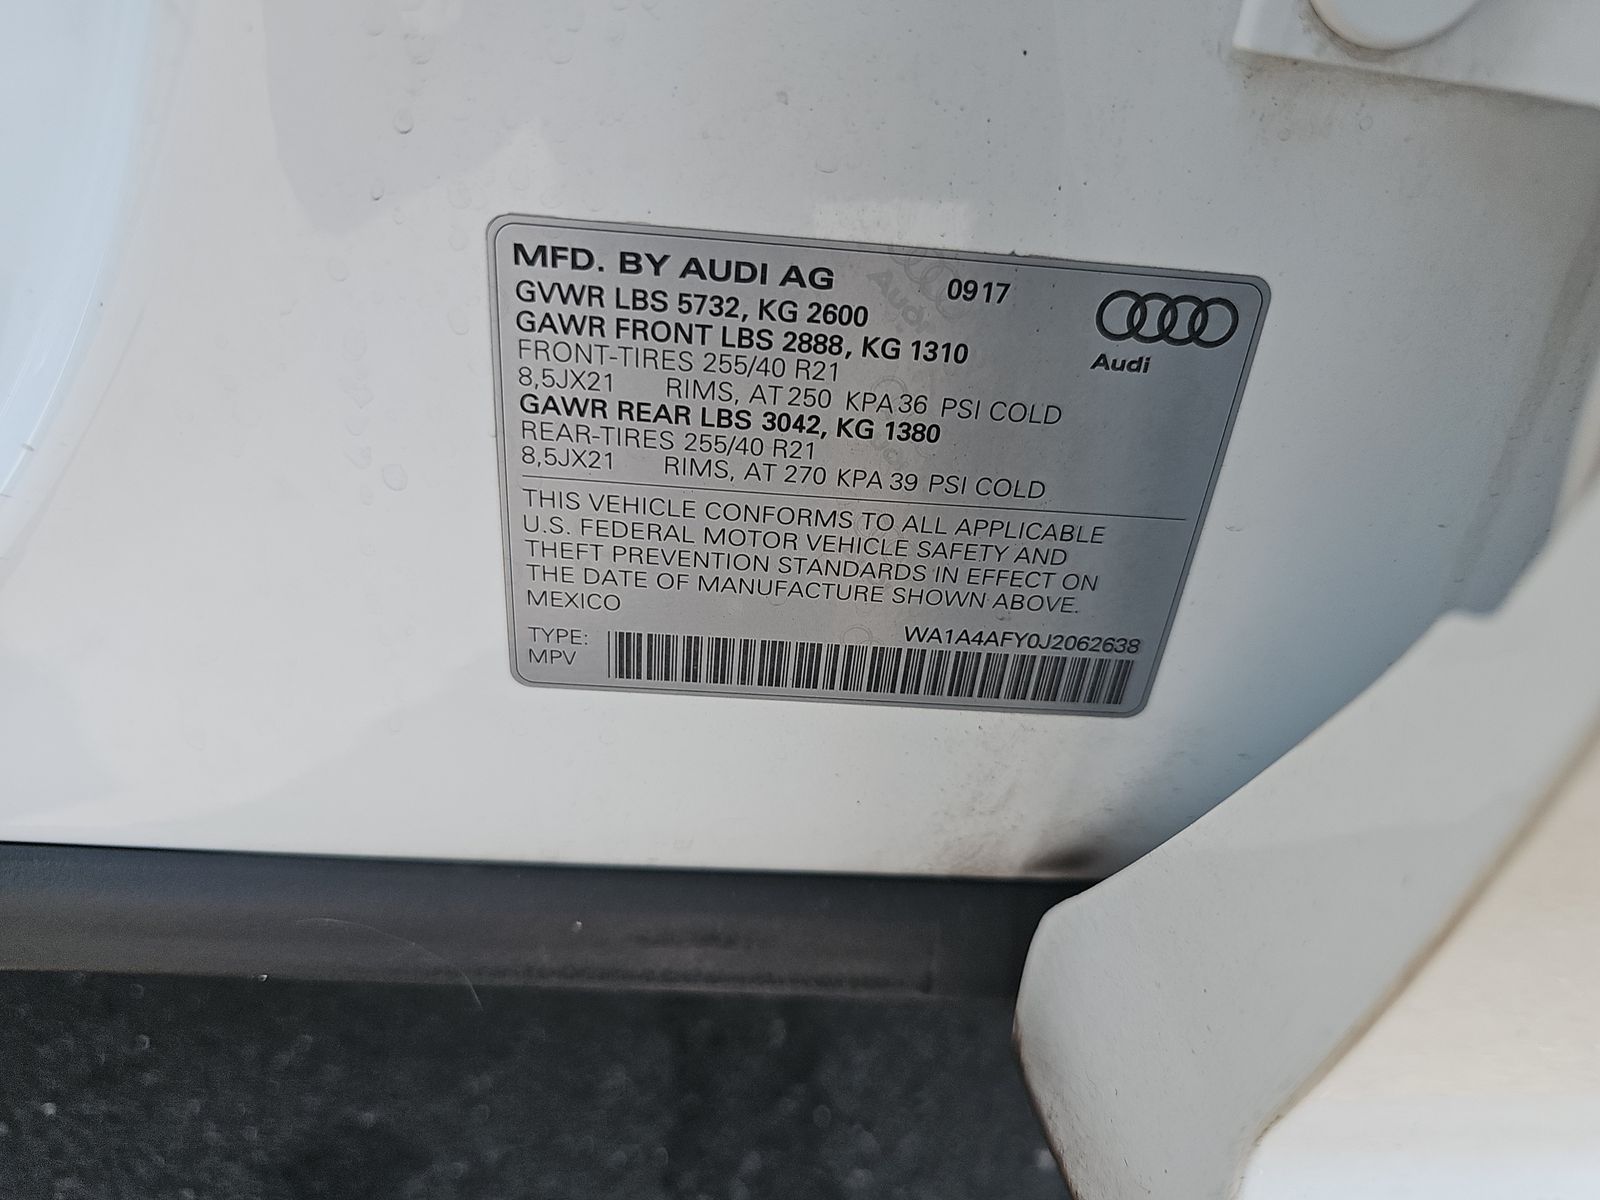 MFD. BY AUDI AG 0917
GVWR LBS 5732, KG 2600
GAWR FRONT LBS 2888, KG 1310
FRONT-TIRES 255/40 R21
8,5JX21 RIMS, AT 250 KPA 36 PSI COLD
GAWR REAR LBS 3042, KG 1380
REAR-TIRES 255/40 R21
8,5JX21 RIMS, AT 270 KPA 39 PSI COLD
Audi
THIS VEHICLE CONFORMS TO ALL APPLICABLE
U.S. FEDERAL MOTOR VEHICLE SAFETY AND
THEFT PREVENTION STANDARDS IN EFFECT ON
THE DATE OF MANUFACTURE SHOWN ABOVE.
MEXICO
WA1A4AFY0J2062638
TYPE:
MPV